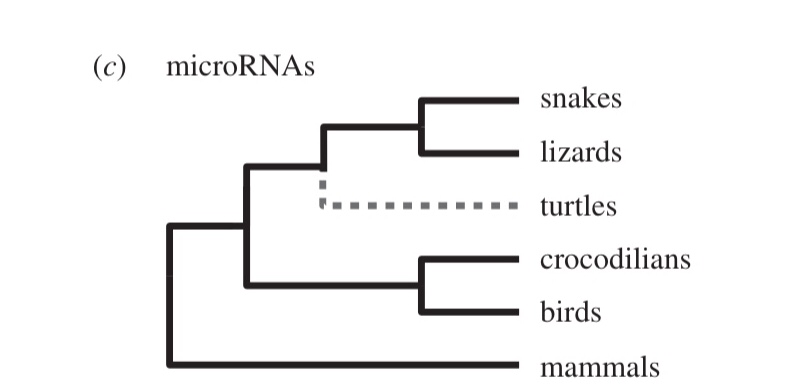 (c) microRNAs
snakes
lizards
turtles
crocodilians
birds
mammals